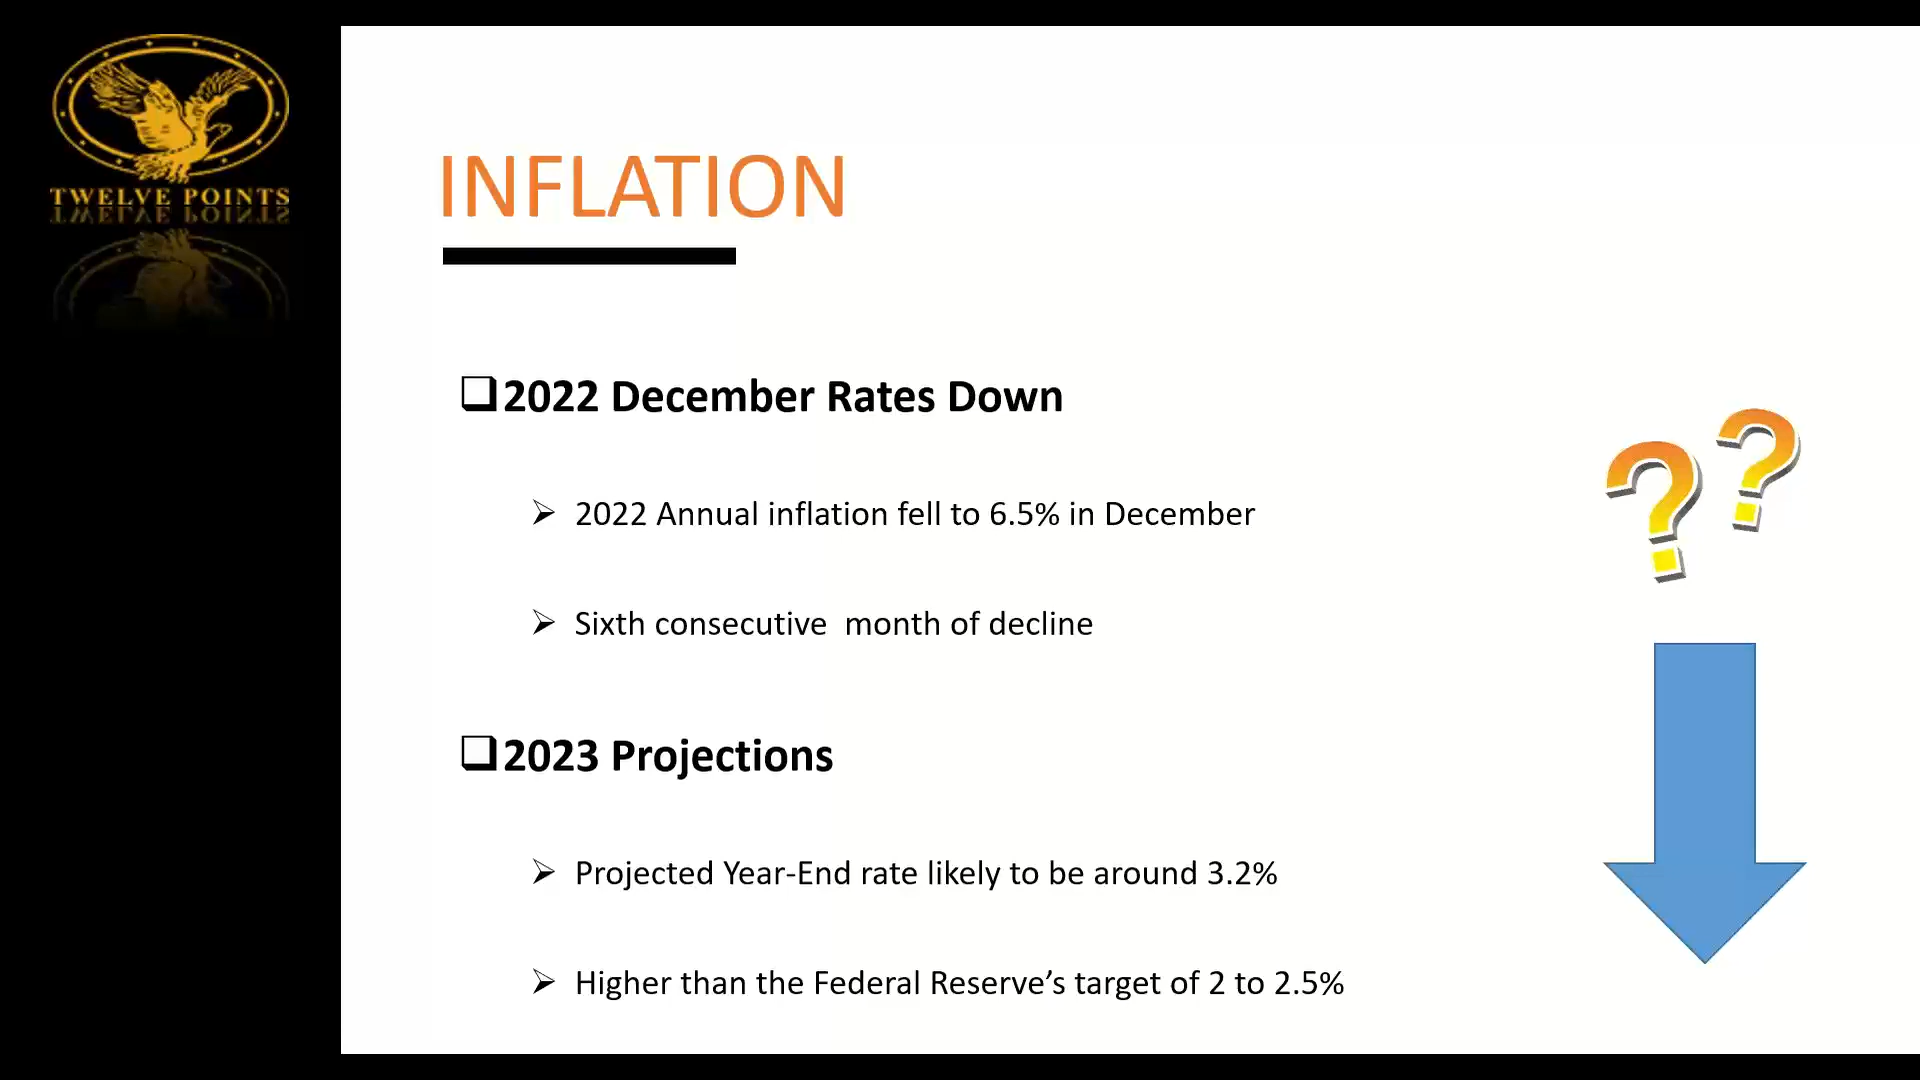 TWELVE POINTS
INFLATION
2022 December Rates Down
2022 Annual inflation fell to 6.5% in December
Sixth consecutive  month of decline
2023 Projections
Projected Year-End rate likely to be around 3.2%
Higher than the Federal Reserve’s target of 2 to 2.5%
??